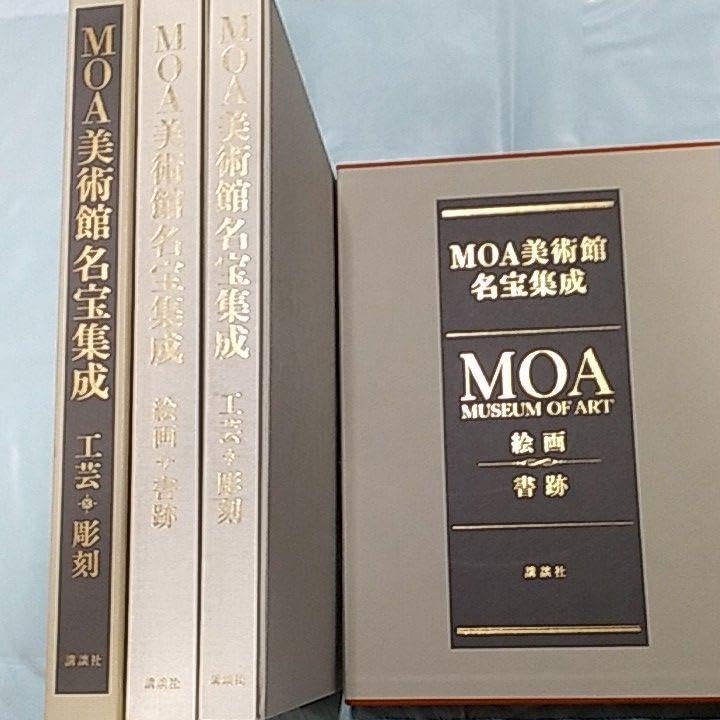 MOA美術館名宝集成 工芸 彫刻
講談社
MOA美術館名宝集成 絵画 書跡
講談社
MOA美術館名宝集成 工芸 彫刻
講談社
MOA美術館
名宝集成
MOA
MUSEUM OF ART
絵画
書跡
講談社